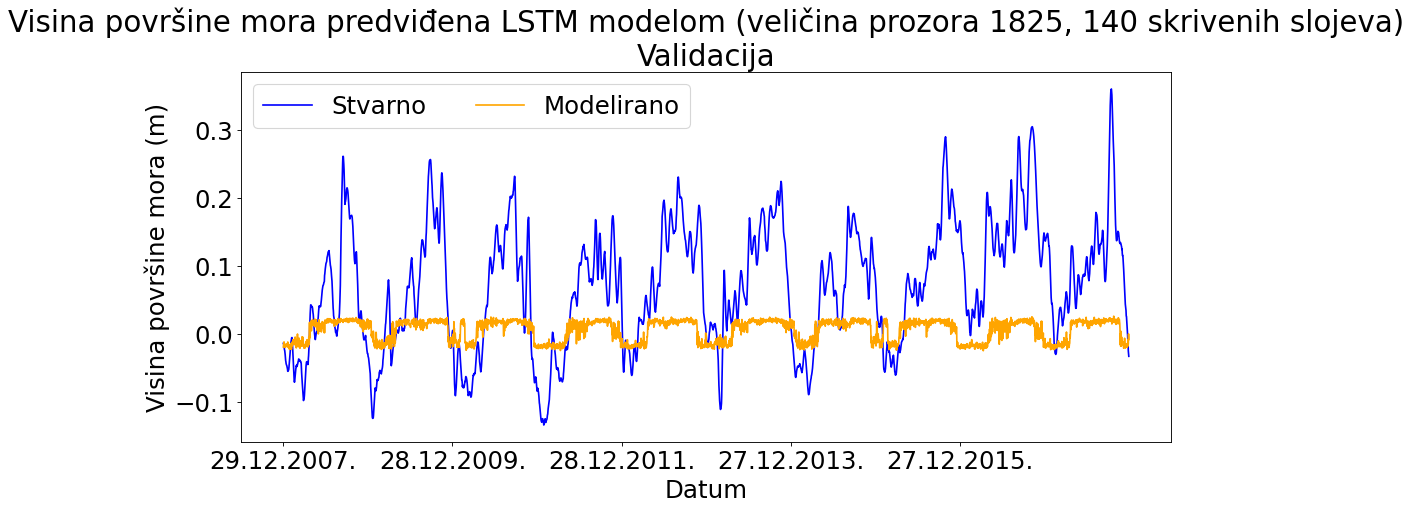 Visina površine mora predviđena LSTM modelom (veličina prozora 1825, 140 skrivenih slojeva)
Validacija
Stvarno Modelirano
Visina površine mora (m)
0.3
0.2
0.1
0.0
−0.1
29.12.2007. 28.12.2009. 28.12.2011. 27.12.2013. 27.12.2015.
Datum